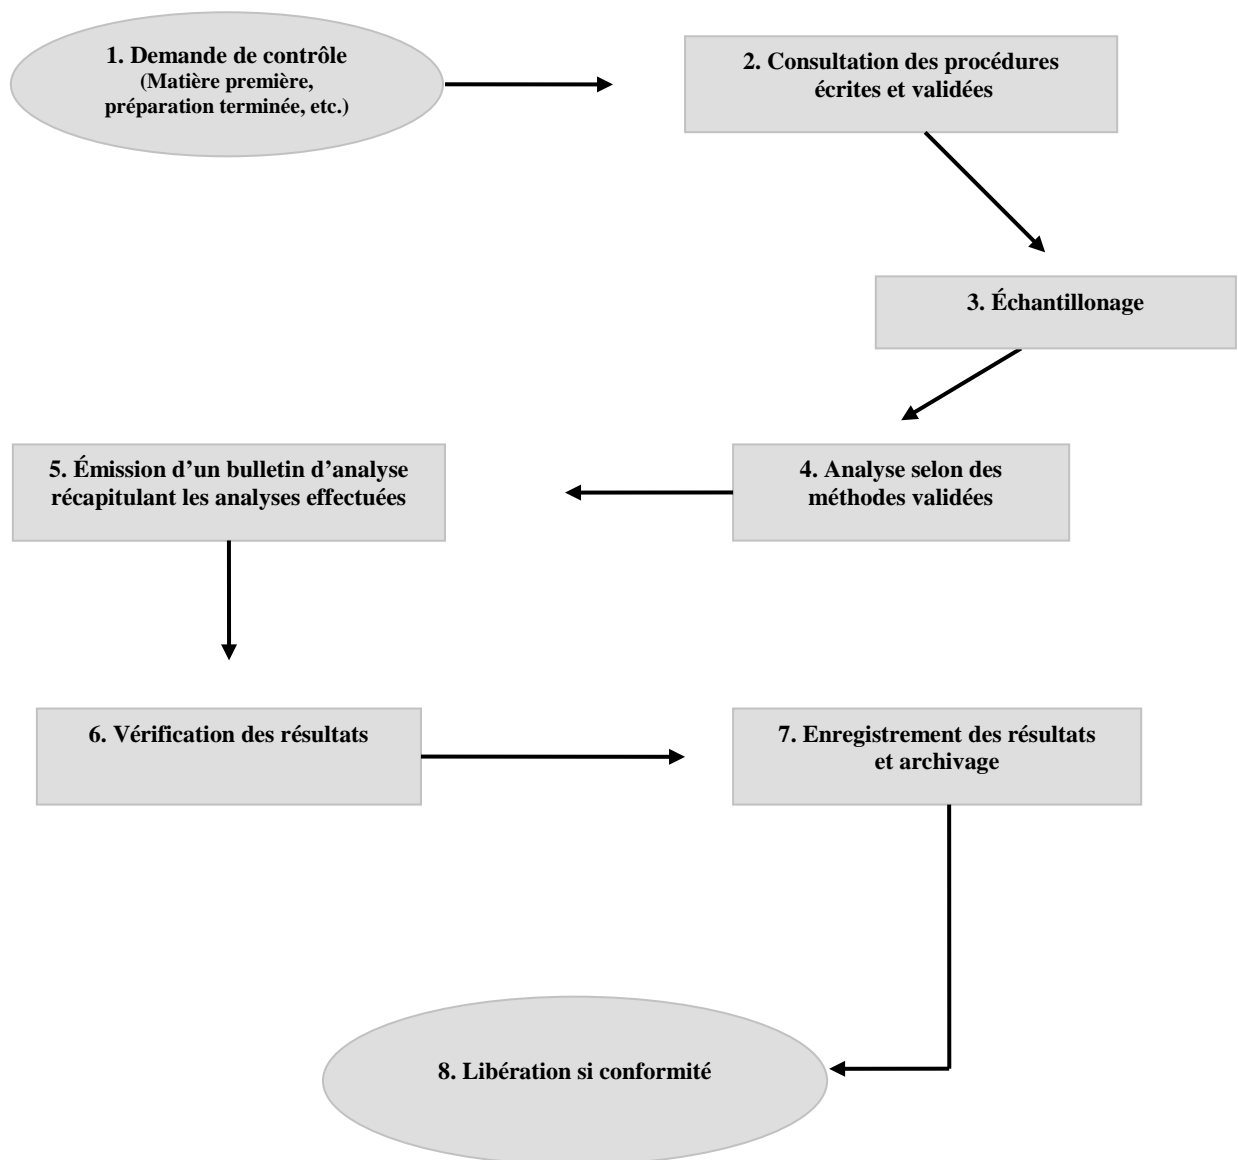 1. Demande de contrôle
(Matière première,
préparation terminée, etc.)
2. Consultation des procédures
écrites et validées
3. Échantillonage
4. Analyse selon des
méthodes validées
5. Émission d’un bulletin d’analyse
récapitulant les analyses effectuées
6. Vérification des résultats
7. Enregistrement des résultats
et archivage
8. Libération si conformité